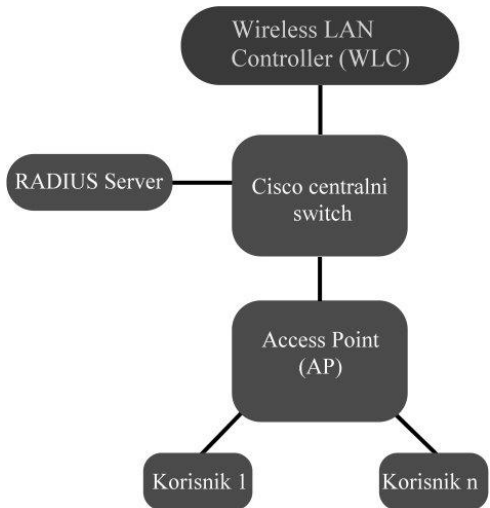 Wireless LAN
Controller (WLC)
RADIUS Server
Cisco centralni
switch
Access Point
(AP)
Korisnik 1
Korisnik n